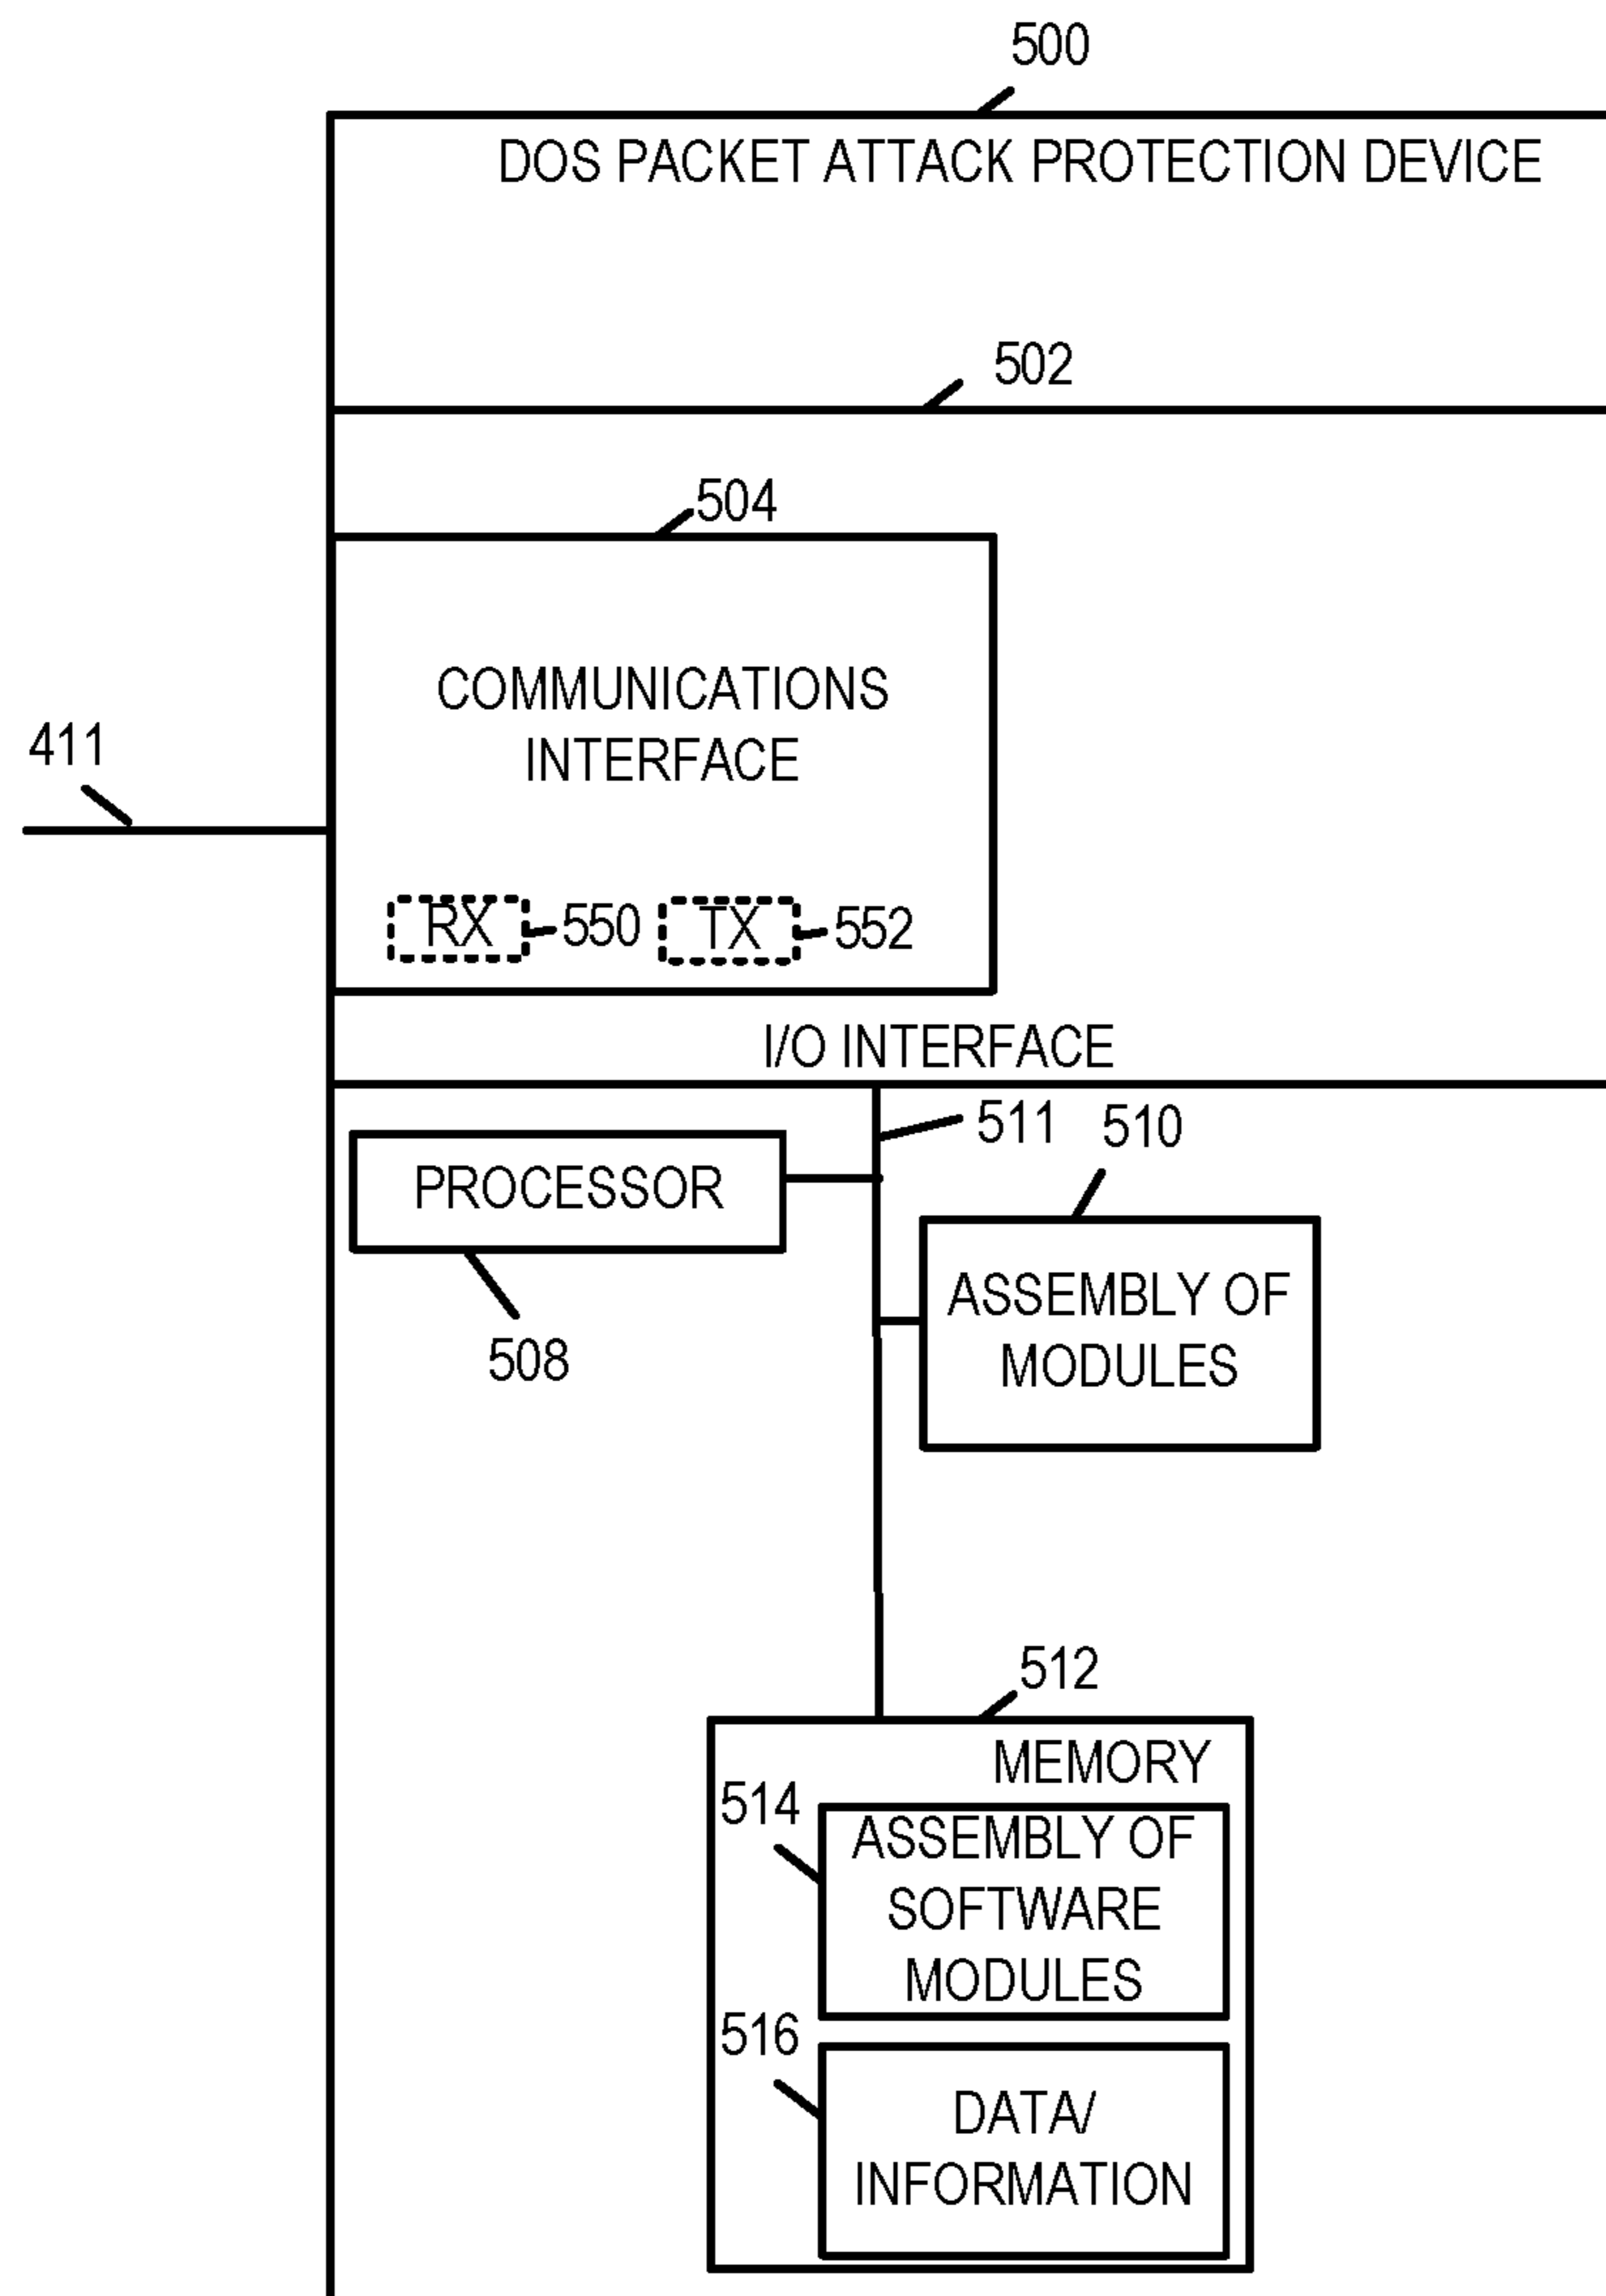 500
DOS PACKET ATTACK PROTECTION DEVICE
502
504
COMMUNICATIONS
INTERFACE
411
RX
550
TX
552
I/O INTERFACE
511
510
PROCESSOR
508
ASSEMBLY OF
MODULES
512
MEMORY
514
ASSEMBLY OF
SOFTWARE
MODULES
516
DATA/
INFORMATION